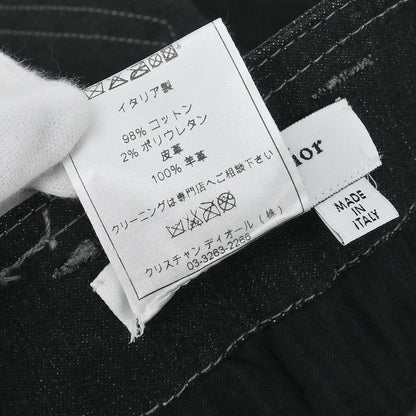 イタリア製
98% コットン
2% ポリウレタン
皮革
100% 羊革
クリーニングは専門店へご相談下さい
クリスチャン ディオール (株)
03-3263-2266
ior
MADE
IN
ITALY